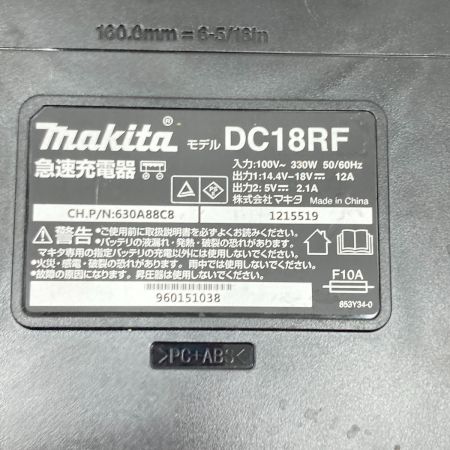 160.0mm = 6-5/16in
makita® モデル DC18RF
急速充電器
入力:100V~ 330W 50/60Hz
出力1:14.4V-18V⎓ 12A
出力2: 5V⎓ 2.1A
株式会社 マキタ Made in China
CH.P/N:630A88C8 1215519
⚠警告 •ご使用前に取扱説明書を必ずよくお読みください。
•バッテリの液漏れ・発熱・破裂の恐れがあります。
マキタ専用の指定バッテリの充電以外には使用しないでください。
•火災・感電・破裂の恐れがあります。雨中では使用しないでください。
•故障の原因になります。昇圧器は使用しないでください。
F10A
960151038
853Y34-0
>PC+ABS<